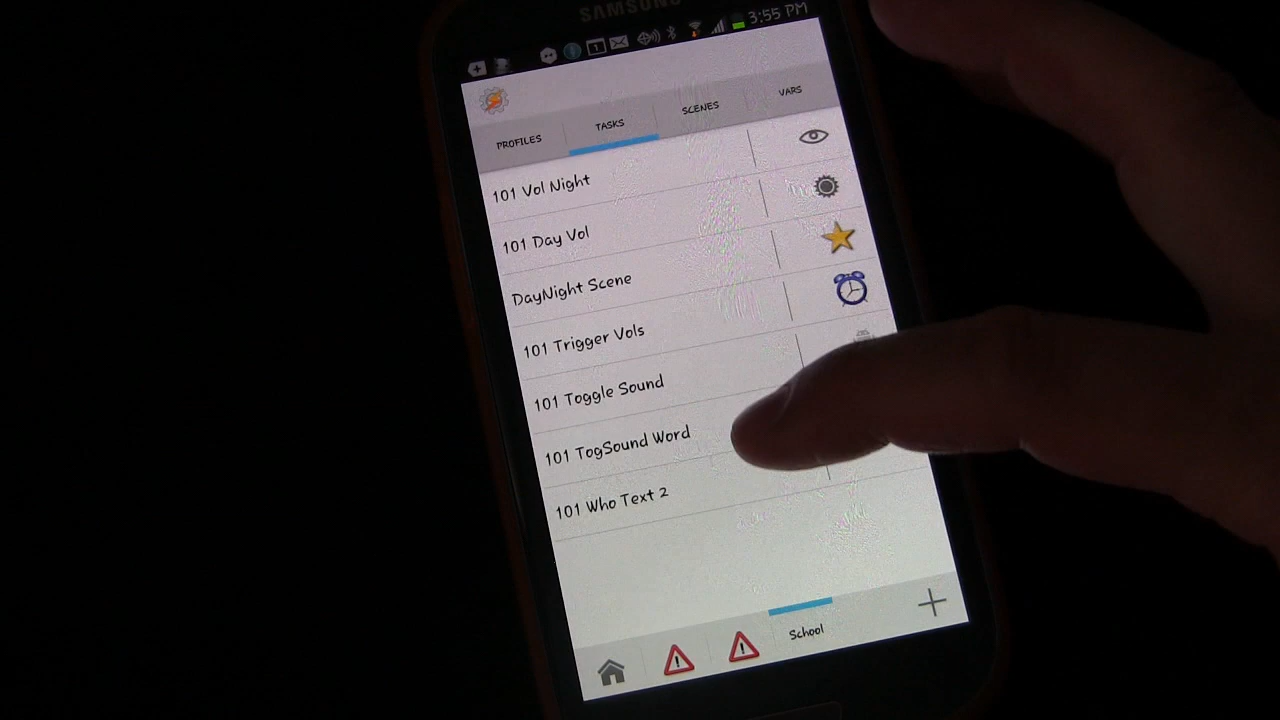 SAMSUNG
1 3:55 PM
PROFILES TASKS SCENES VARS
101 Vol Night
101 Day Vol
DayNight Scene
101 Trigger Vols
101 Toggle Sound
101 TogSound Word
101 Who Text 2
School